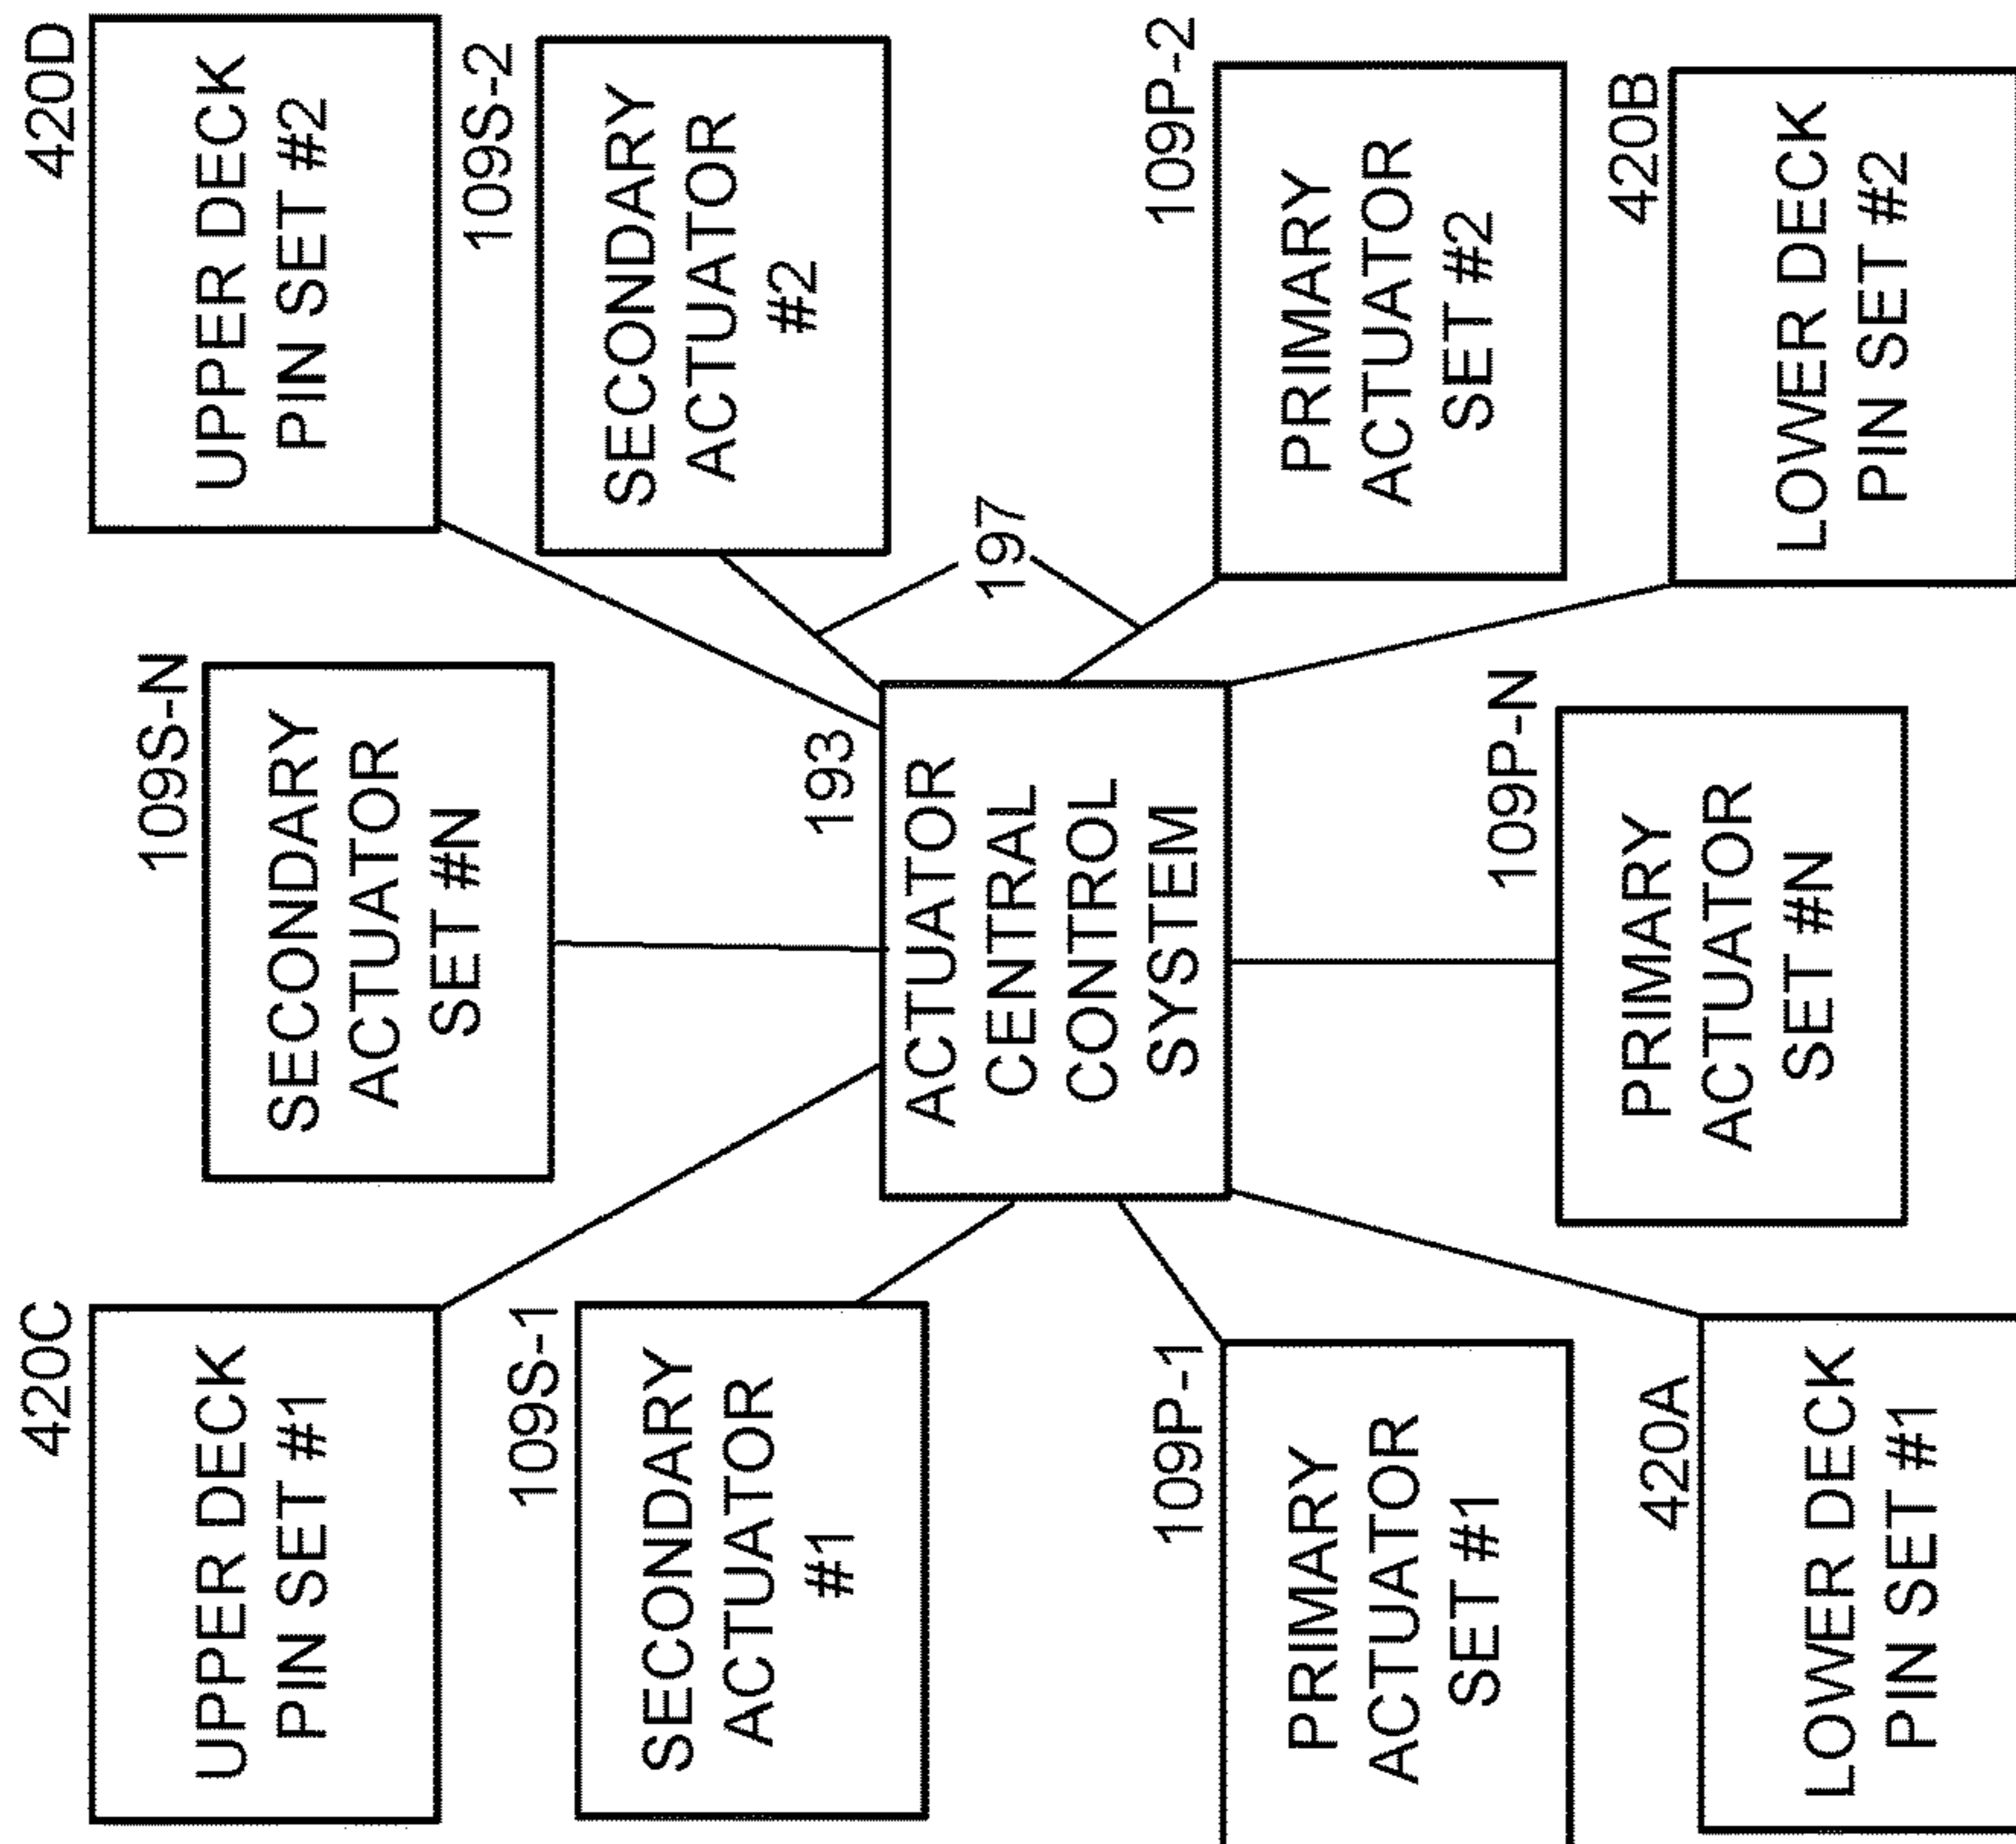 420C
UPPER DECK
PIN SET #1
420D
UPPER DECK
PIN SET #2
109S-N
SECONDARY
ACTUATOR
SET #N
109S-1
SECONDARY
ACTUATOR
#1
109S-2
SECONDARY
ACTUATOR
#2
193
ACTUATOR
CENTRAL
CONTROL
SYSTEM
197
109P-1
PRIMARY
ACTUATOR
SET #1
109P-2
PRIMARY
ACTUATOR
SET #2
109P-N
PRIMARY
ACTUATOR
SET #N
420A
LOWER DECK
PIN SET #1
420B
LOWER DECK
PIN SET #2